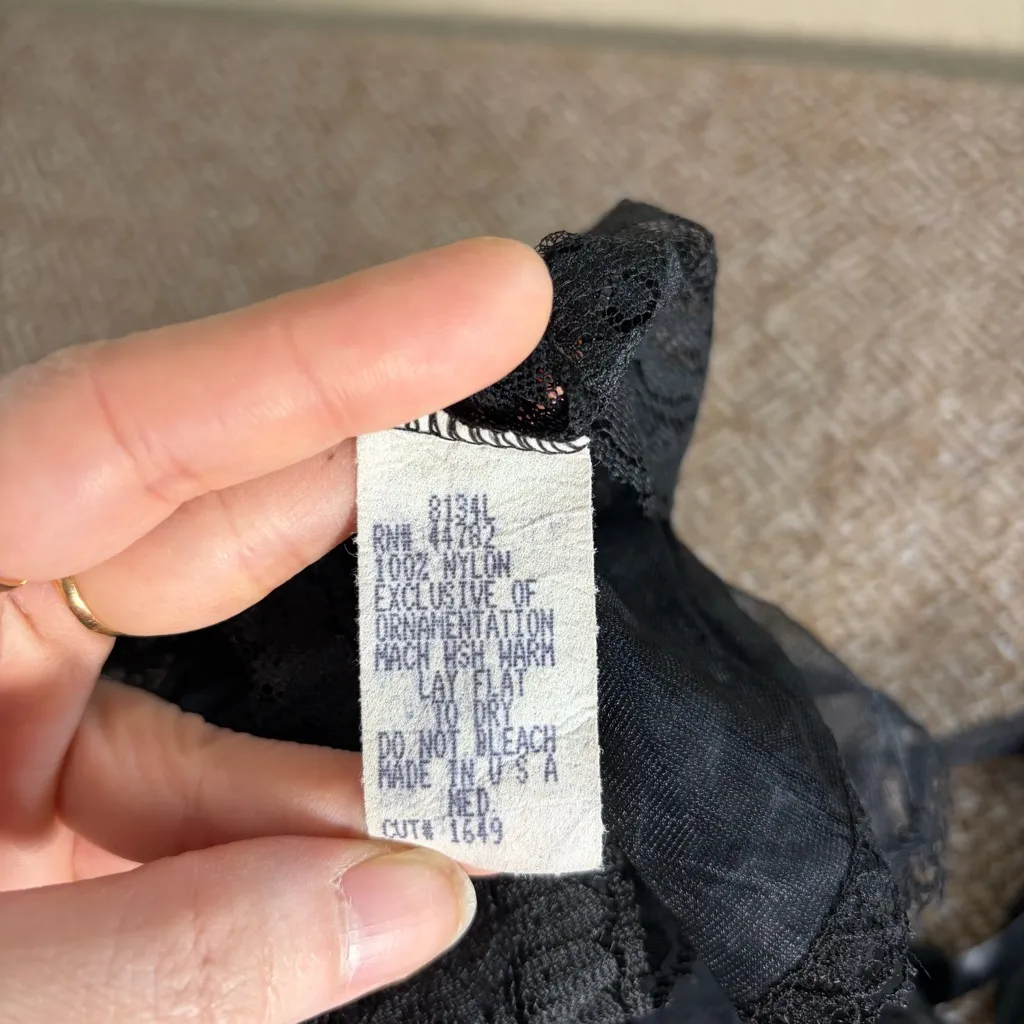 8134L
RN# 44782
100% NYLON
EXCLUSIVE OF
ORNAMENTATION
MACH WSH WARM
LAY FLAT
TO DRY
DO NOT BLEACH
MADE IN U S A
MED.
CUT# 1649